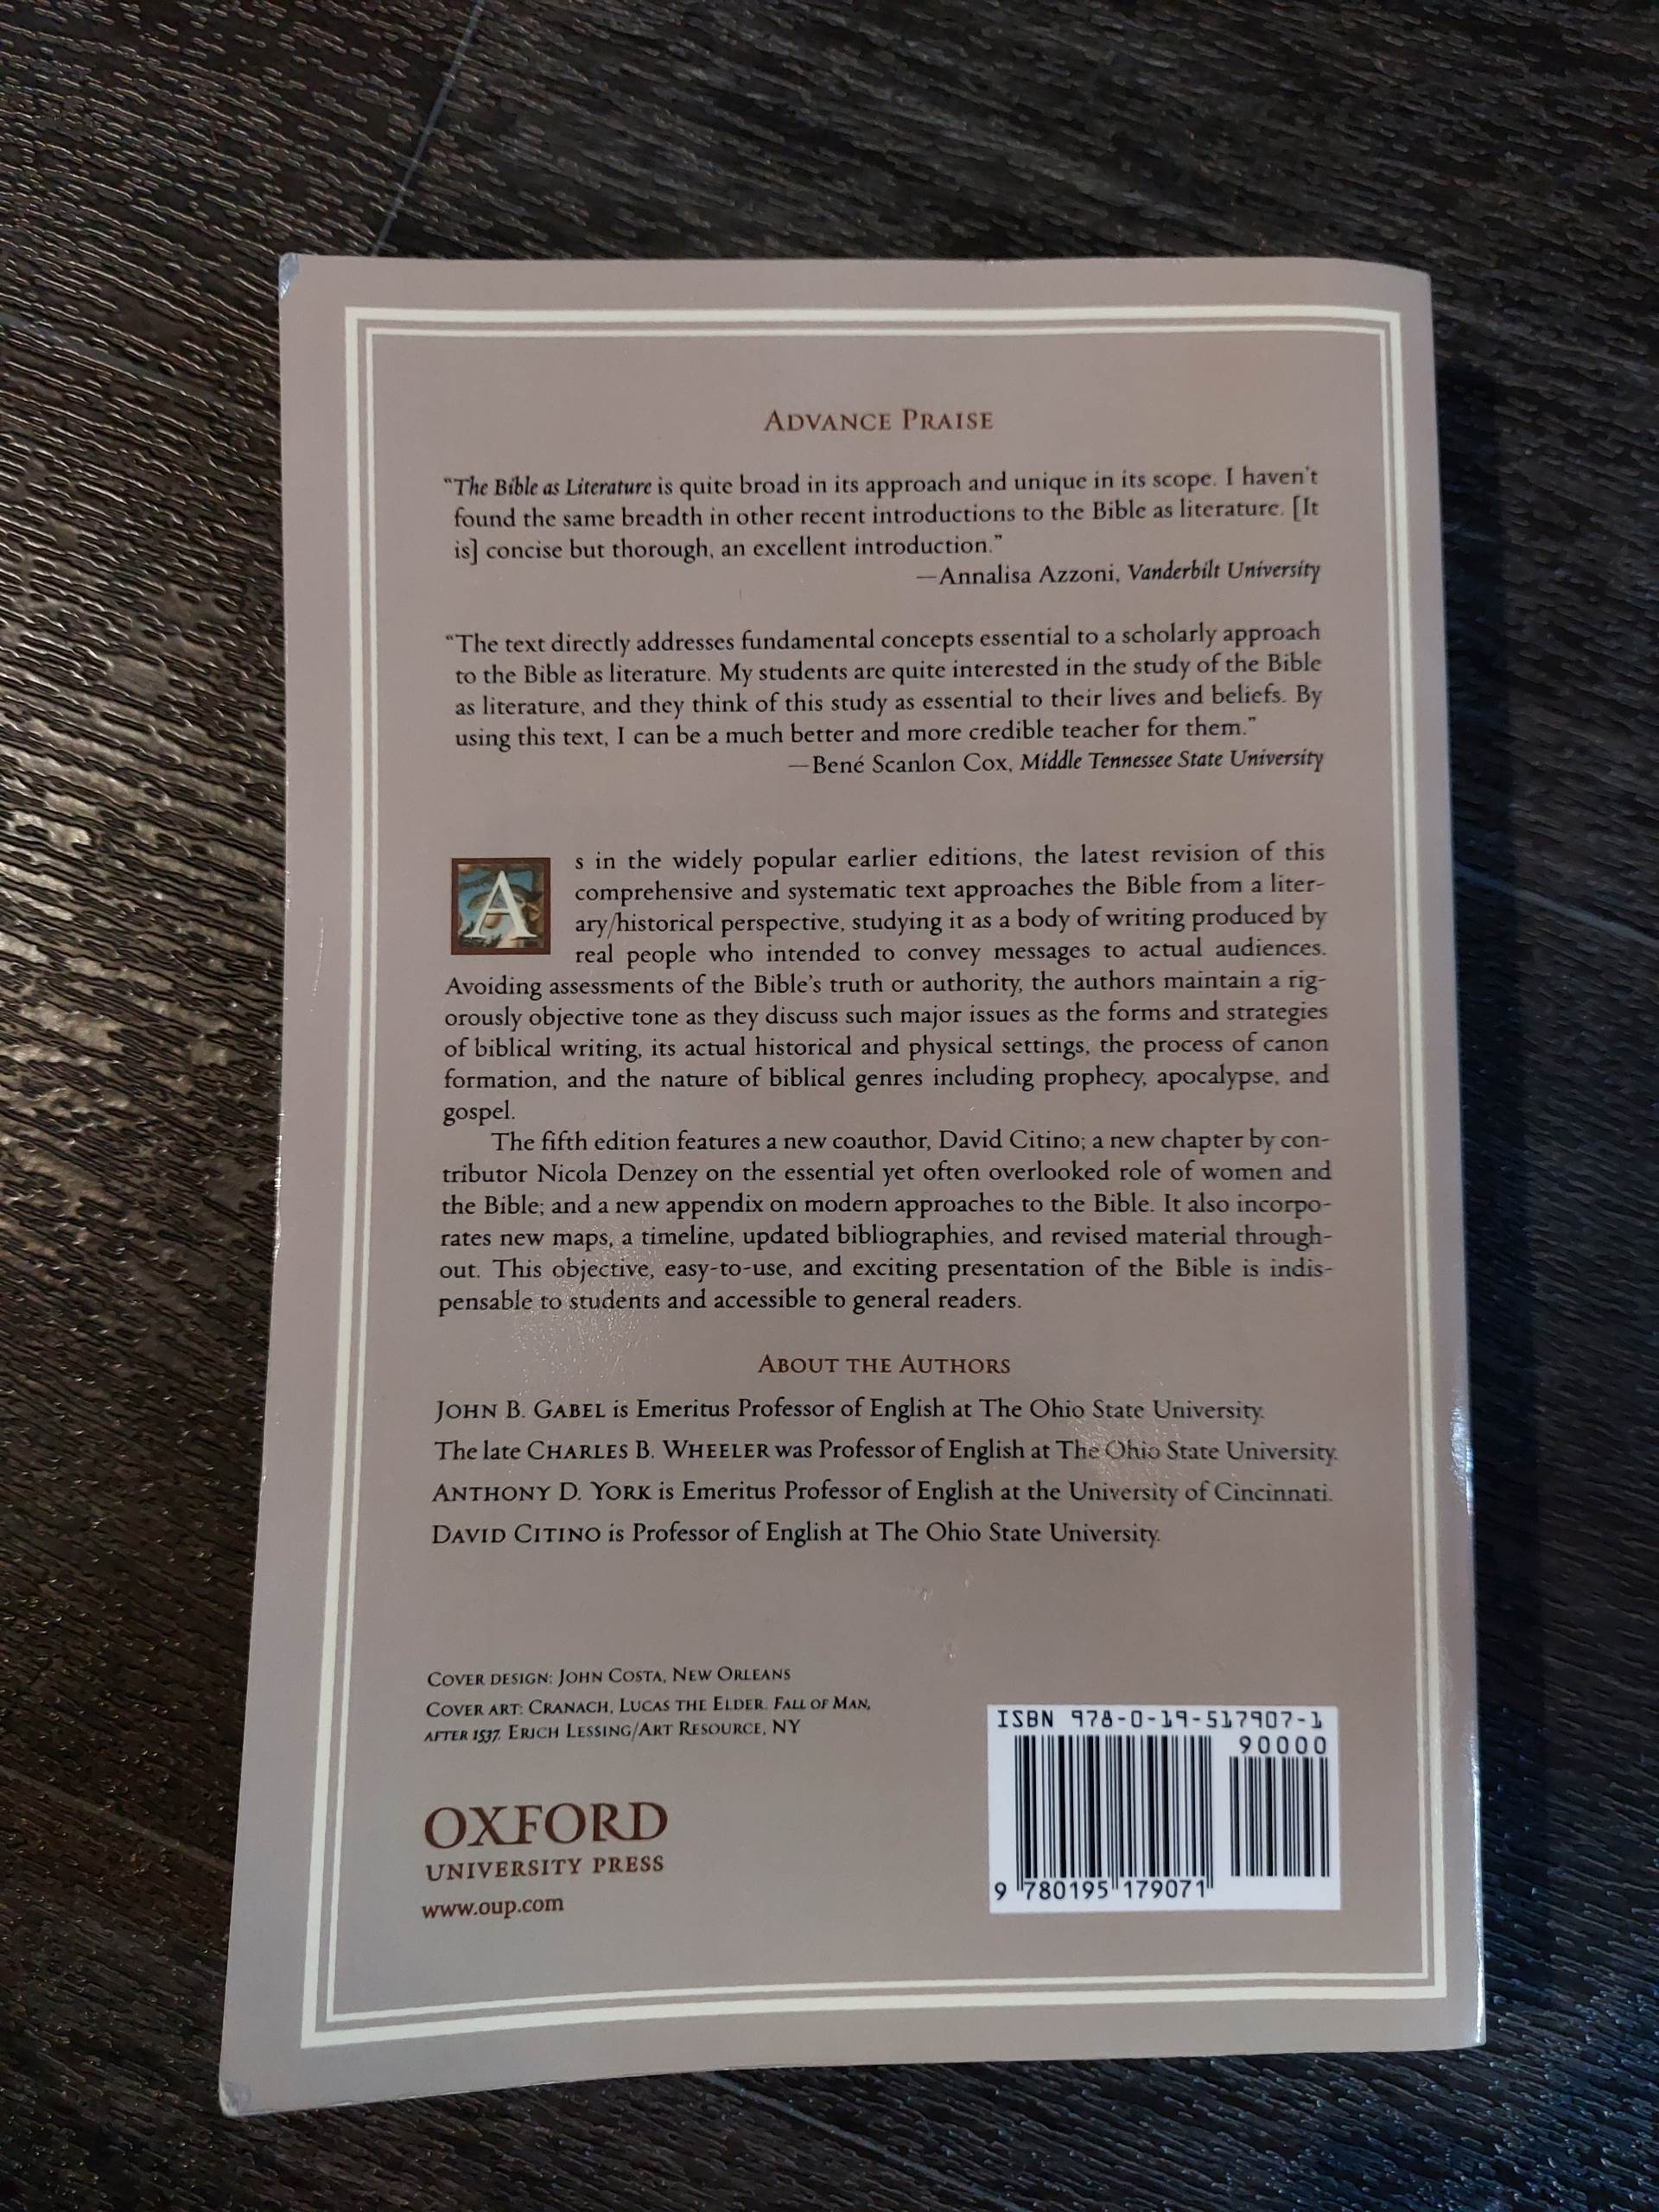 ADVANCE PRAISE
“The Bible as Literature is quite broad in its approach and unique in its scope. I haven’t
found the same breadth in other recent introductions to the Bible as literature. [It
is] concise but thorough, an excellent introduction.”
—Annalisa Azzoni, Vanderbilt University
“The text directly addresses fundamental concepts essential to a scholarly approach
to the Bible as literature. My students are quite interested in the study of the Bible
as literature, and they think of this study as essential to their lives and beliefs. By
using this text, I can be a much better and more credible teacher for them.”
—Bené Scanlon Cox, Middle Tennessee State University
As in the widely popular earlier editions, the latest revision of this
comprehensive and systematic text approaches the Bible from a liter-
ary/historical perspective, studying it as a body of writing produced by
real people who intended to convey messages to actual audiences.
Avoiding assessments of the Bible’s truth or authority, the authors maintain a rig-
orously objective tone as they discuss such major issues as the forms and strategies
of biblical writing, its actual historical and physical settings, the process of canon
formation, and the nature of biblical genres including prophecy, apocalypse, and
gospel.
The fifth edition features a new coauthor, David Citino; a new chapter by con-
tributor Nicola Denzey on the essential yet often overlooked role of women and
the Bible; and a new appendix on modern approaches to the Bible. It also incorpo-
rates new maps, a timeline, updated bibliographies, and revised material through-
out. This objective, easy-to-use, and exciting presentation of the Bible is indis-
pensable to students and accessible to general readers.
ABOUT THE AUTHORS
JOHN B. GABEL is Emeritus Professor of English at The Ohio State University.
The late CHARLES B. WHEELER was Professor of English at The Ohio State University.
ANTHONY D. YORK is Emeritus Professor of English at the University of Cincinnati.
DAVID CITINO is Professor of English at The Ohio State University.
COVER DESIGN: JOHN COSTA, NEW ORLEANS
COVER ART: CRANACH, LUCAS THE ELDER. FALL OF MAN,
AFTER 1537. ERICH LESSING/ART RESOURCE, NY
OXFORD
UNIVERSITY PRESS
www.oup.com
ISBN 978-0-19-517907-1
90000
9 780195 179071